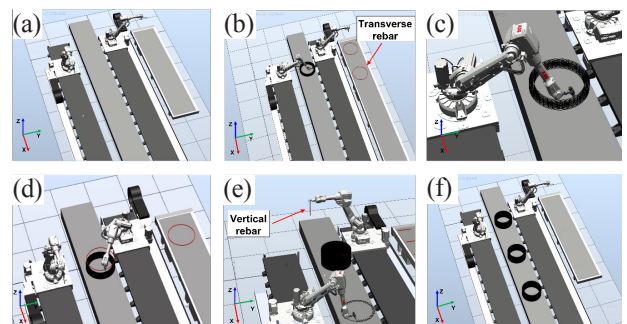 (a)
(b)
Transverse
rebar
(c)
Z
Y
X
Z
Y
X
Z
Y
X
(d)
(e)
Vertical
rebar
(f)
Z
Y
X
Z
Y
X
Z
Y
X